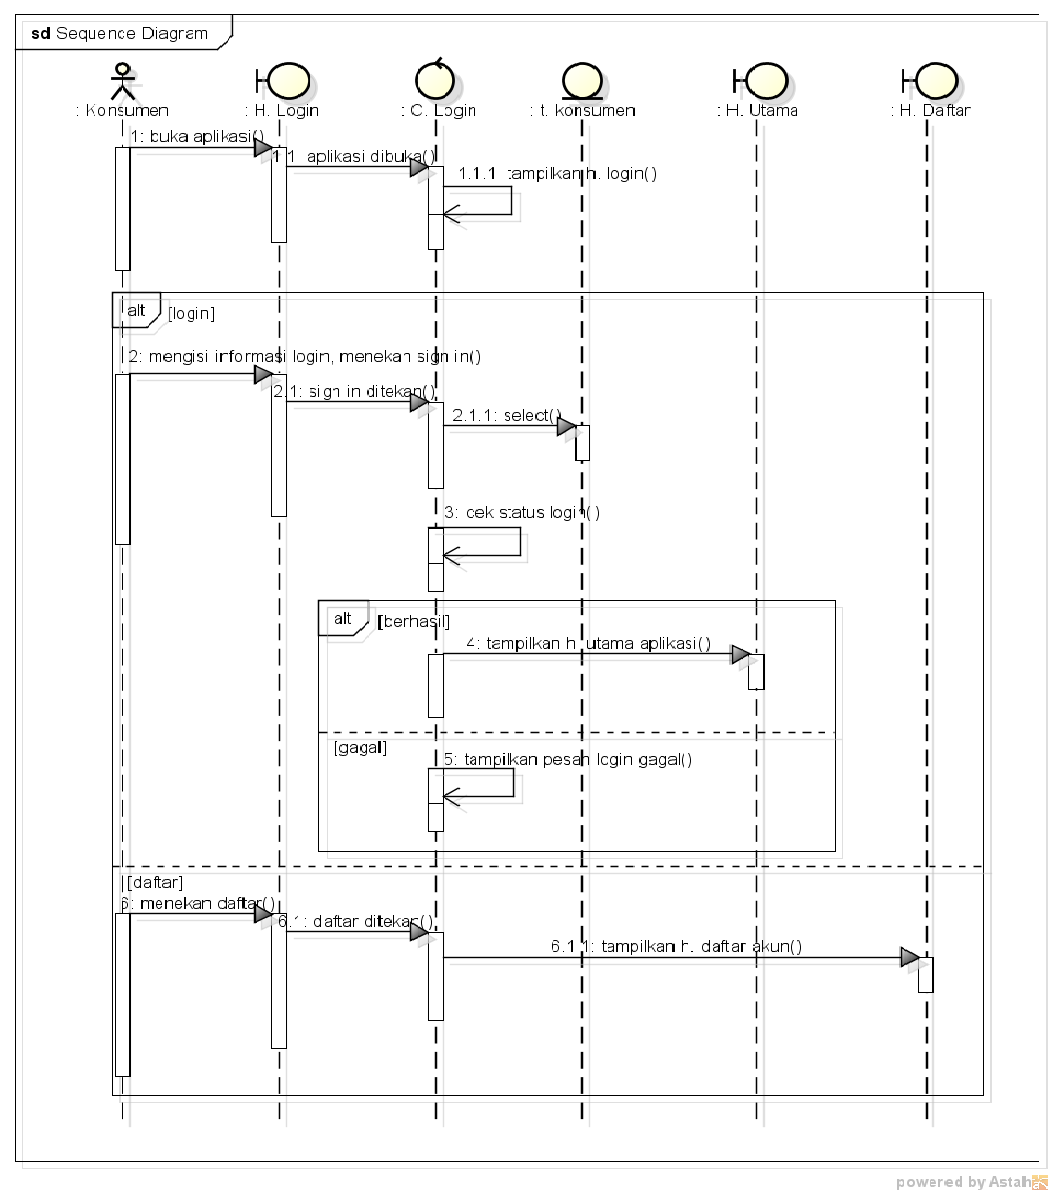 sd Sequence Diagram
: Konsumen : H. Login : C. Login : t. konsumen : H. Utama : H. Daftar
1: buka aplikasi()
1.1: aplikasi dibuka()
1.1.1: tampilkan h. login()
alt [login]
2: mengisi informasi login, menekan sign in()
2.1: sign in ditekan()
2.1.1: select()
3: cek status login()
alt [berhasil]
4: tampilkan h. utama aplikasi()
[gagal]
5: tampilkan pesan login gagal()
[daftar]
6: menekan daftar()
6.1: daftar ditekan()
6.1.1: tampilkan h. daftar akun()
powered by Astah